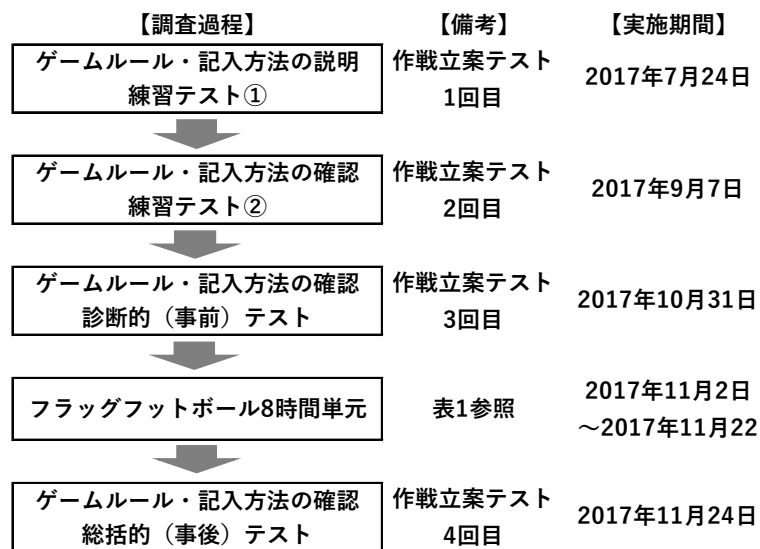 【調査過程】 【備考】 【実施期間】
ゲームルール・記入方法の説明 作戦立案テスト 2017年7月24日
練習テスト① 1回目
ゲームルール・記入方法の確認 作戦立案テスト 2017年9月7日
練習テスト② 2回目
ゲームルール・記入方法の確認 作戦立案テスト 2017年10月31日
診断的（事前）テスト 3回目
フラッグフットボール8時間単元 表1参照 2017年11月2日
～2017年11月22
ゲームルール・記入方法の確認 作戦立案テスト 2017年11月24日
総括的（事後）テスト 4回目